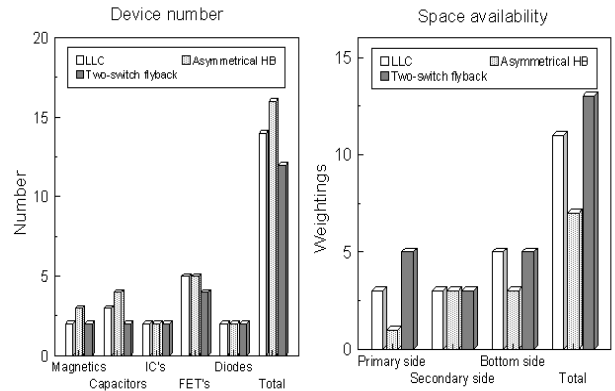 Device number
20
15
10
5
0
Number
LLC
Asymmetrical HB
Two-switch flyback
Magnetics
Capacitors
IC's
FET's
Diodes
Total
Space availability
15
10
5
0
Weightings
LLC
Asymmetrical HB
Two-switch flyback
Primary side
Secondary side
Bottom side
Total